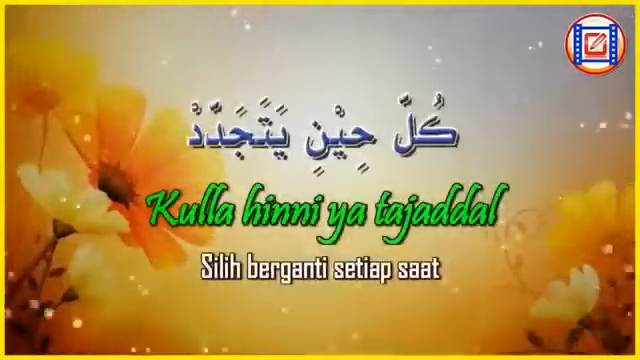 كُلَّ حِيْنٍ يَتَجَدَّدْ
Kulla hinni ya tajaddal
Silih berganti setiap saat